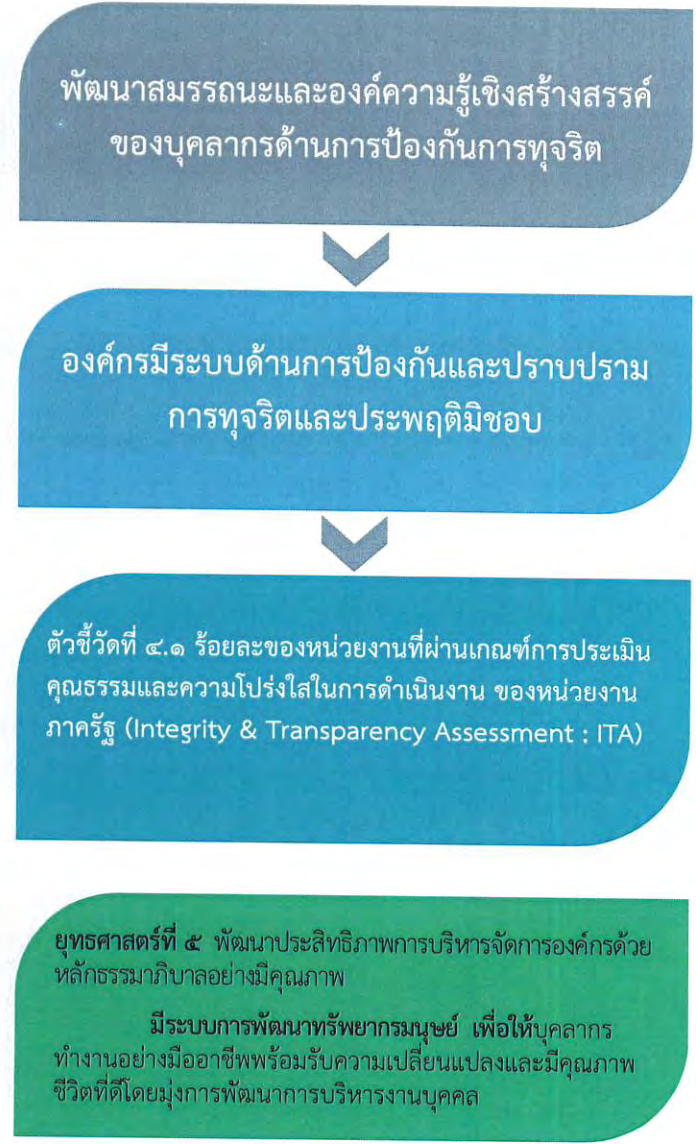 พัฒนาสมรรถนะและองค์ความรู้เชิงสร้างสรรค์
ของบุคลากรด้านการป้องกันการทุจริต
องค์กรมีระบบด้านการป้องกันและปราบปราม
การทุจริตและประพฤติมิชอบ
ตัวชี้วัดที่ ๔.๑ ร้อยละของหน่วยงานที่ผ่านเกณฑ์การประเมิน
คุณธรรมและความโปร่งใสในการดำเนินงาน ของหน่วยงาน
ภาครัฐ (Integrity & Transparency Assessment : ITA)
ยุทธศาสตร์ที่ ๕ พัฒนาประสิทธิภาพการบริหารจัดการองค์กรด้วย
หลักธรรมาภิบาลอย่างมีคุณภาพ
มีระบบการพัฒนาทรัพยากรมนุษย์ เพื่อให้บุคลากร
ทำงานอย่างมืออาชีพพร้อมรับความเปลี่ยนแปลงและมีคุณภาพ
ชีวิตที่ดีโดยมุ่งการพัฒนาการบริหารงานบุคคล